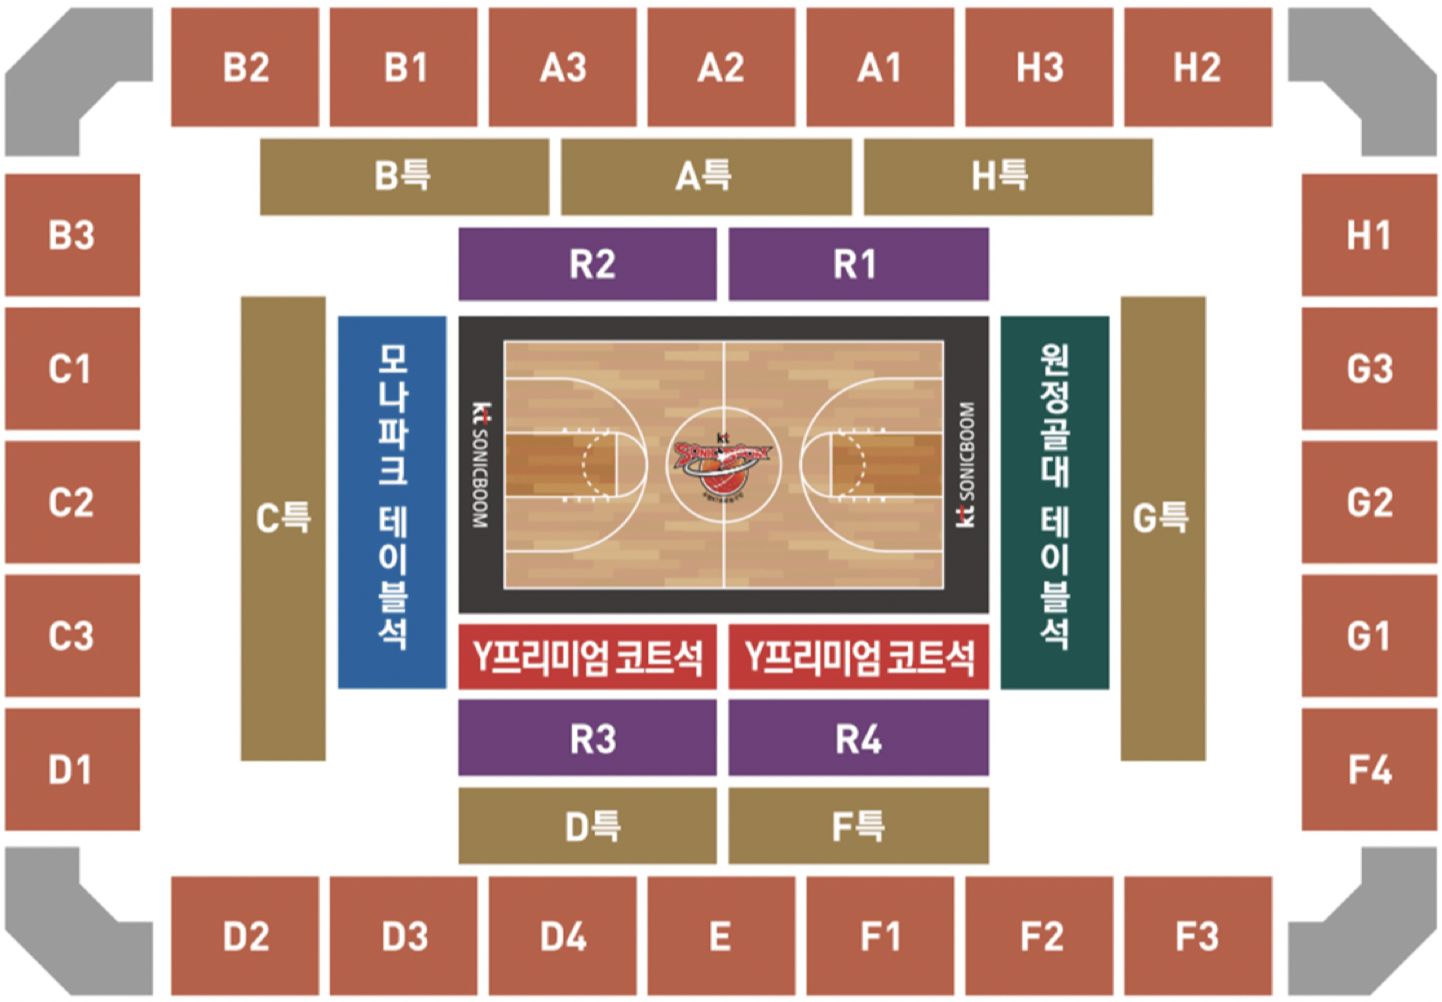 B2 B1 A3 A2 A1 H3 H2
B특 A특 H특
B3 R2 R1 H1
C1 G3
C2 G2
C3 G1
D1 F4
C특
모나파크 테이블석
kt SONICBOOM
kt
SONICBOOM
kt SONICBOOM
원정골대 테이블석
G특
Y프리미엄 코트석 Y프리미엄 코트석
R3 R4
D특 F특
D2 D3 D4 E F1 F2 F3